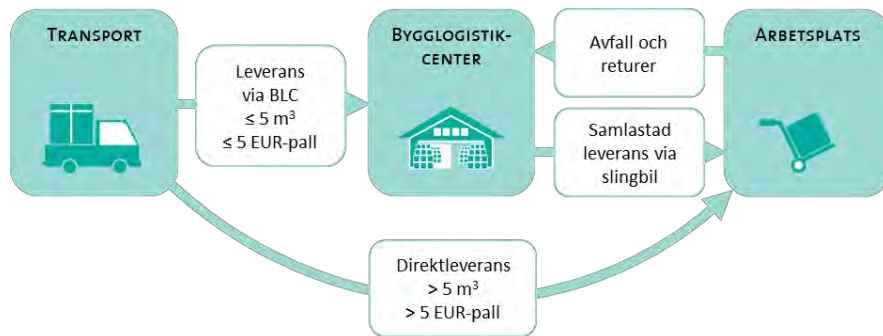 TRANSPORT
Leverans
via BLC
≤ 5 m³
≤ 5 EUR-pall
BYGGLOGISTIK-
CENTER
Avfall och
returer
Samlastad
leverans via
slingbil
ARBETSPLATS
Direktleverans
> 5 m³
> 5 EUR-pall